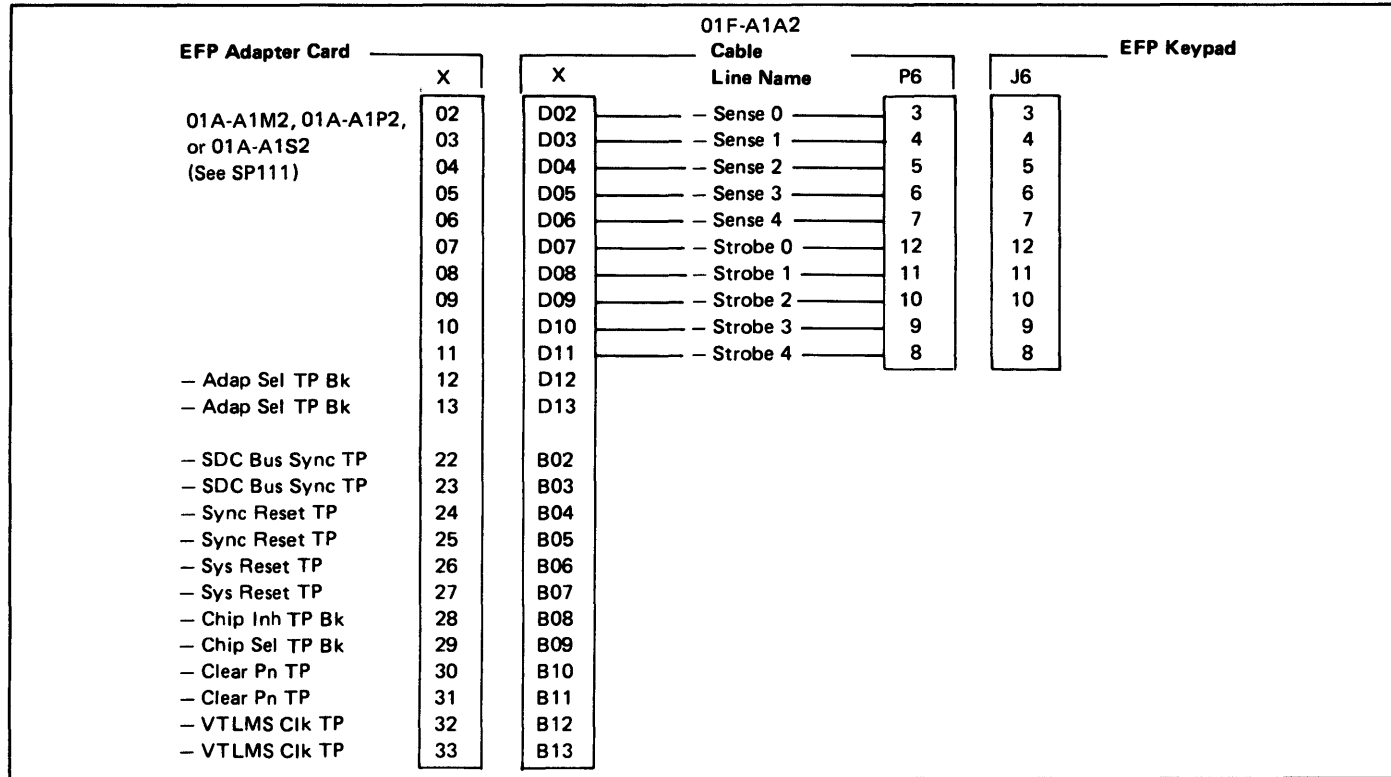 01F-A1A2
EFP Adapter Card Cable EFP Keypad
X X Line Name P6 J6
01A-A1M2, 01A-A1P2, 02 D02 — Sense 0 3 3
or 01A-A1S2 03 D03 — Sense 1 4 4
(See SP111) 04 D04 — Sense 2 5 5
05 D05 — Sense 3 6 6
06 D06 — Sense 4 7 7
07 D07 — Strobe 0 12 12
08 D08 — Strobe 1 11 11
09 D09 — Strobe 2 10 10
10 D10 — Strobe 3 9 9
11 D11 — Strobe 4 8 8
— Adap Sel TP Bk 12 D12
— Adap Sel TP Bk 13 D13
— SDC Bus Sync TP 22 B02
— SDC Bus Sync TP 23 B03
— Sync Reset TP 24 B04
— Sync Reset TP 25 B05
— Sys Reset TP 26 B06
— Sys Reset TP 27 B07
— Chip Inh TP Bk 28 B08
— Chip Sel TP Bk 29 B09
— Clear Pn TP 30 B10
— Clear Pn TP 31 B11
— VTLMS Clk TP 32 B12
— VTLMS Clk TP 33 B13